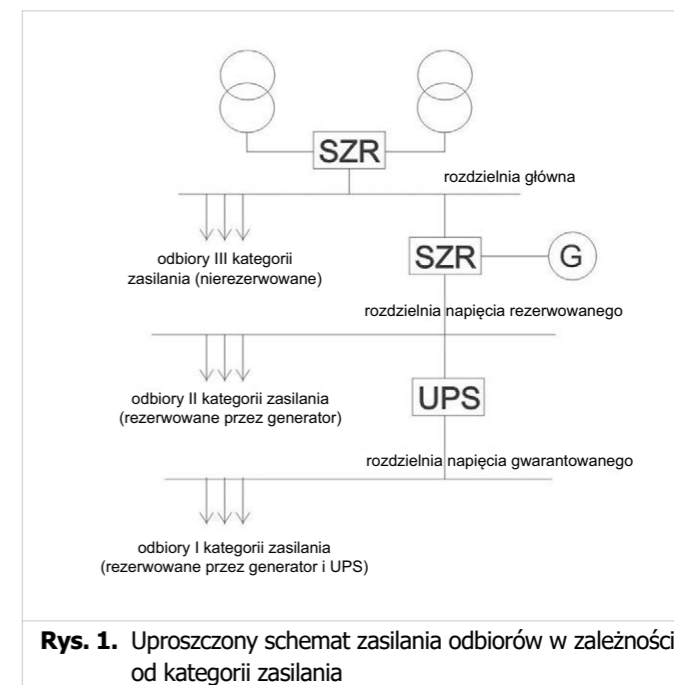 SZR
rozdzielnia główna
odbiory III kategorii
zasilania (nierezerwowane)
SZR
G
rozdzielnia napięcia rezerwowanego
odbiory II kategorii zasilania
(rezerwowane przez generator)
UPS
rozdzielnia napięcia gwarantowanego
odbiory I kategorii zasilania
(rezerwowane przez generator i UPS)
Rys. 1. Uproszczony schemat zasilania odbiorów w zależności
od kategorii zasilania